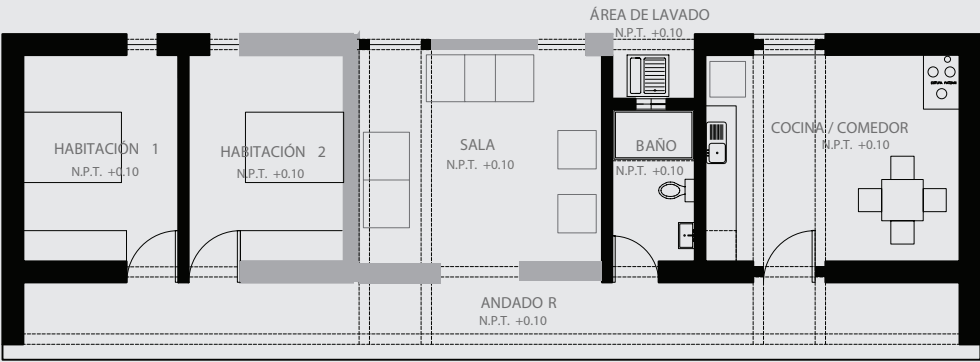 ÁREA DE LAVADO
N.P.T. +0.10
HABITACIÓN 1
N.P.T. +0.10
HABITACIÓN 2
N.P.T. +0.10
SALA
N.P.T. +0.10
BAÑO
N.P.T. +0.10
COCINA / COMEDOR
N.P.T. +0.10
ANDADO R
N.P.T. +0.10